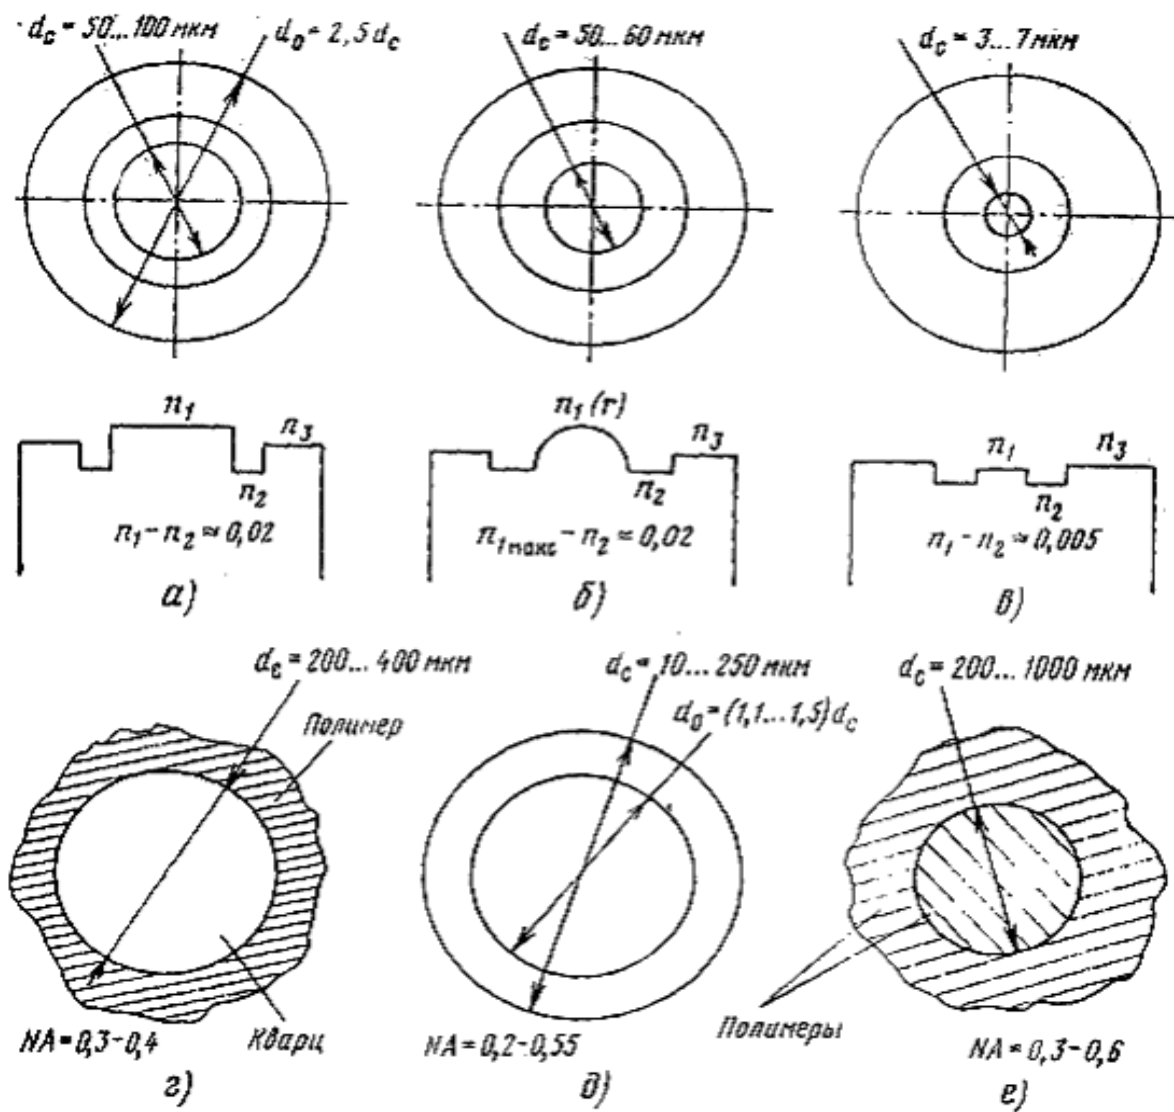 d_c = 50... 100 мкм
d_o = 2,5 d_c
d_c = 50... 60 мкм
d_c = 3... 7 мкм
n_1
n_3
n_2
n_1 - n_2 ≈ 0,02
а)
n_1 (r)
n_3
n_2
n_1макс - n_2 ≈ 0,02
б)
n_1
n_3
n_2
n_1 - n_2 ≈ 0,005
в)
d_c = 200... 400 мкм
Полимер
Кварц
NA = 0,3-0,4
г)
d_c = 10... 250 мкм
d_o = (1,1... 1,5) d_c
NA = 0,2-0,55
д)
d_c = 200... 1000 мкм
Полимеры
NA = 0,3-0,6
е)